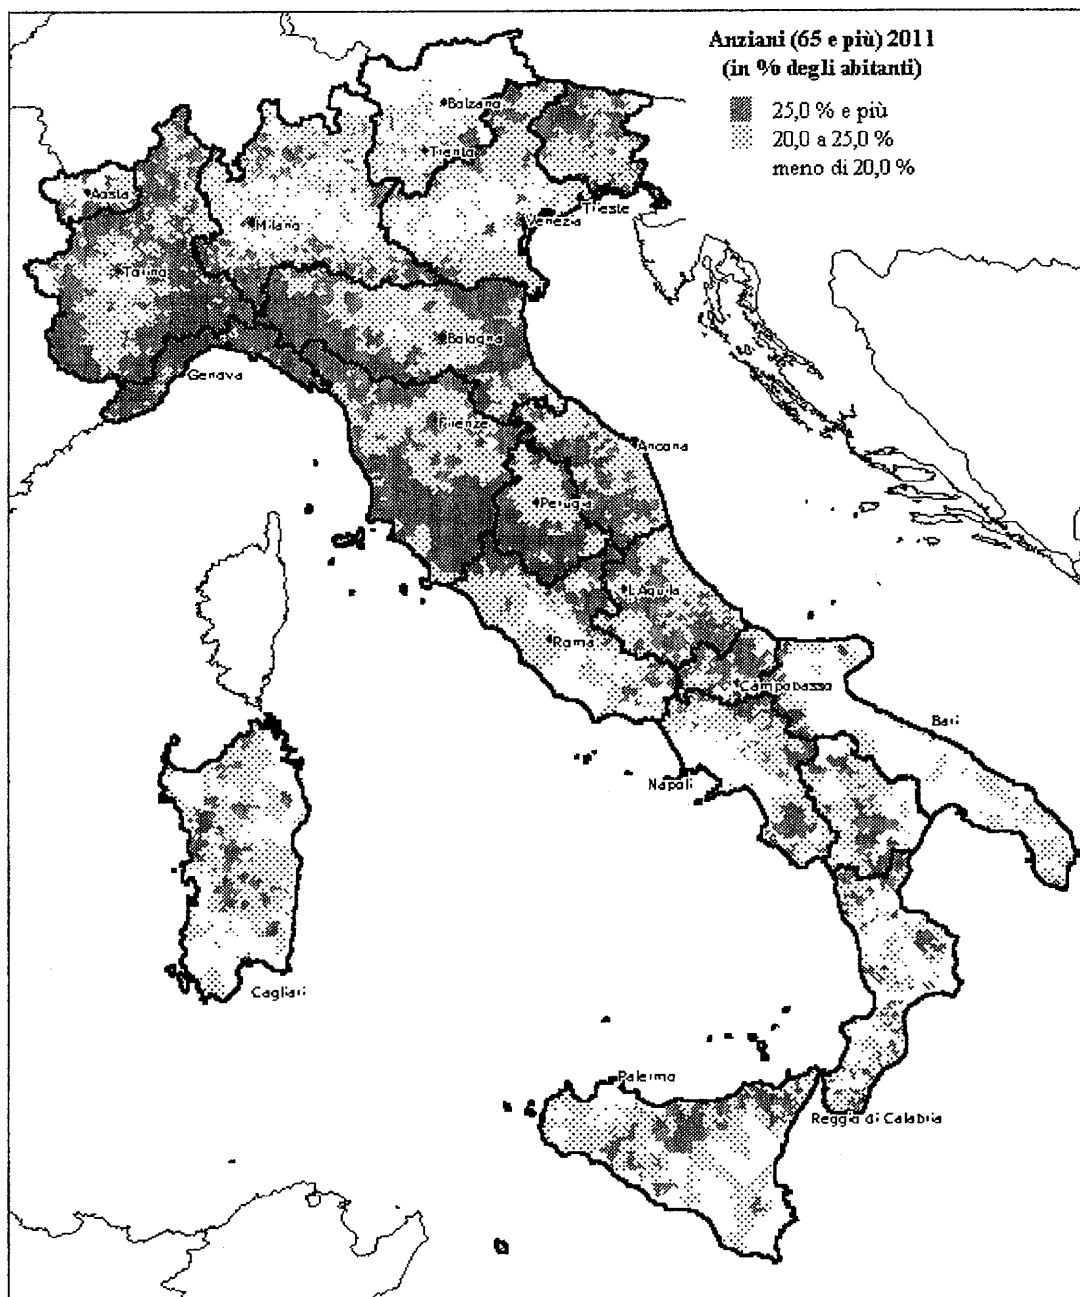 Anziani (65 e più) 2011
(in % degli abitanti)
25,0 % e più
20,0 a 25,0 %
meno di 20,0 %
Bolzano
Trento
Aosta
Trieste
Milano
Venezia
Torino
Bologna
Genova
Firenze
Ancona
Perugia
L'Aquila
Roma
Campobasso
Bari
Napoli
Cagliari
Palermo
Reggio di Calabria